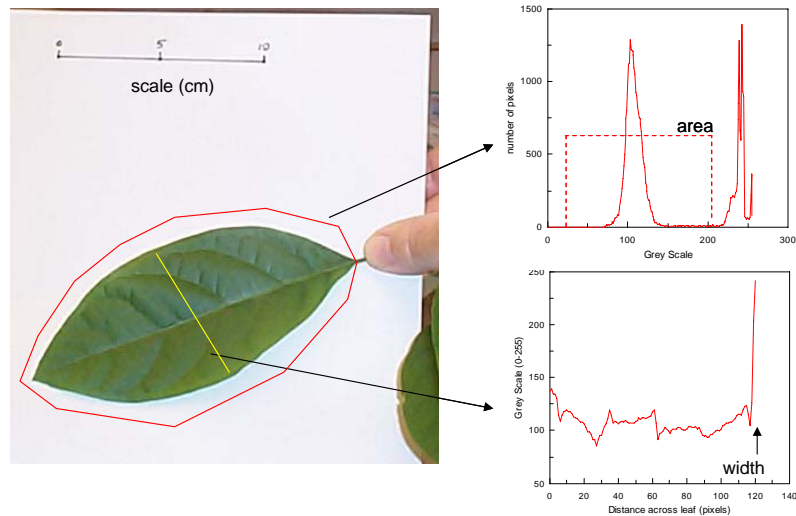 0 5 10
scale (cm)
1500
1000
500
0
number of pixels
area
0 100 200 300
Grey Scale
250
200
150
100
50
Grey Scale (0-255)
width
0 20 40 60 80 100 120 140
Distance across leaf (pixels)